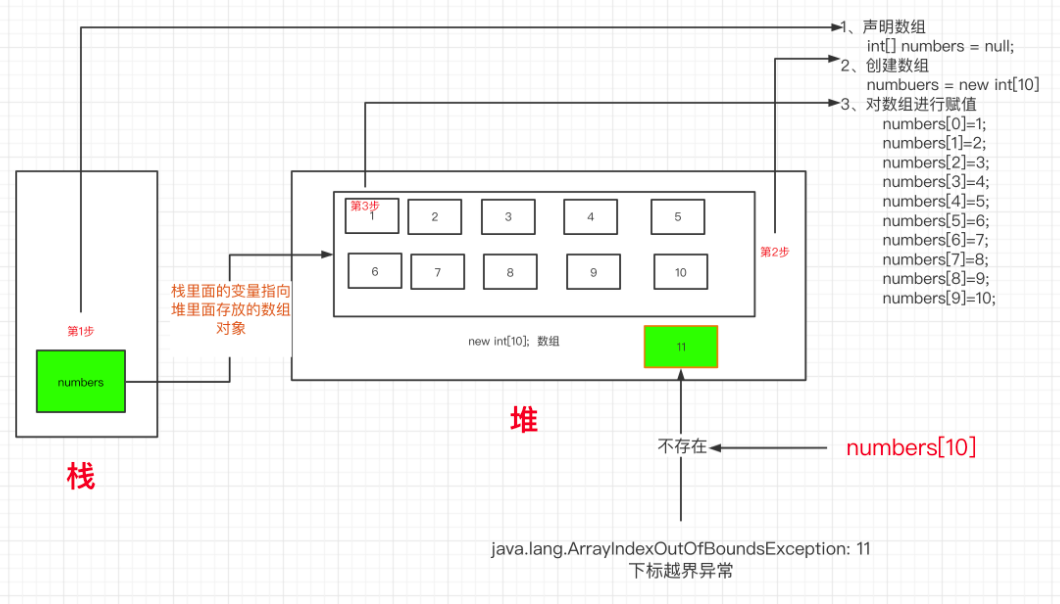 1、声明数组
int[] numbers = null;
2、创建数组
numbuers = new int[10]
3、对数组进行赋值
numbers[0]=1;
numbers[1]=2;
numbers[2]=3;
numbers[3]=4;
numbers[4]=5;
numbers[5]=6;
numbers[6]=7;
numbers[7]=8;
numbers[8]=9;
numbers[9]=10;
第3步
1
2
3
4
5
第2步
6
7
8
9
10
栈里面的变量指向
堆里面存放的数组
对象
第1步
new int[10]; 数组
11
numbers
堆
不存在
numbers[10]
栈
java.lang.ArrayIndexOutOfBoundsException: 11
下标越界异常